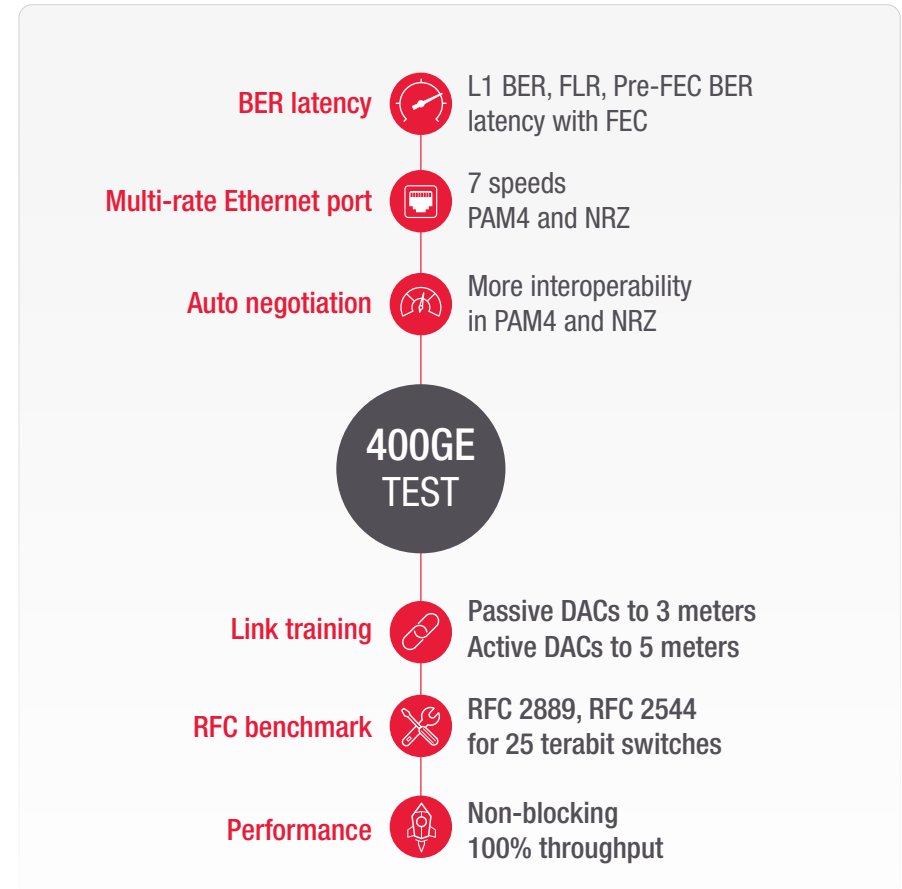 BER latency
L1 BER, FLR, Pre-FEC BER
latency with FEC
Multi-rate Ethernet port
7 speeds
PAM4 and NRZ
Auto negotiation
More interoperability
in PAM4 and NRZ
400GE
TEST
Link training
Passive DACs to 3 meters
Active DACs to 5 meters
RFC benchmark
RFC 2889, RFC 2544
for 25 terabit switches
Performance
Non-blocking
100% throughput